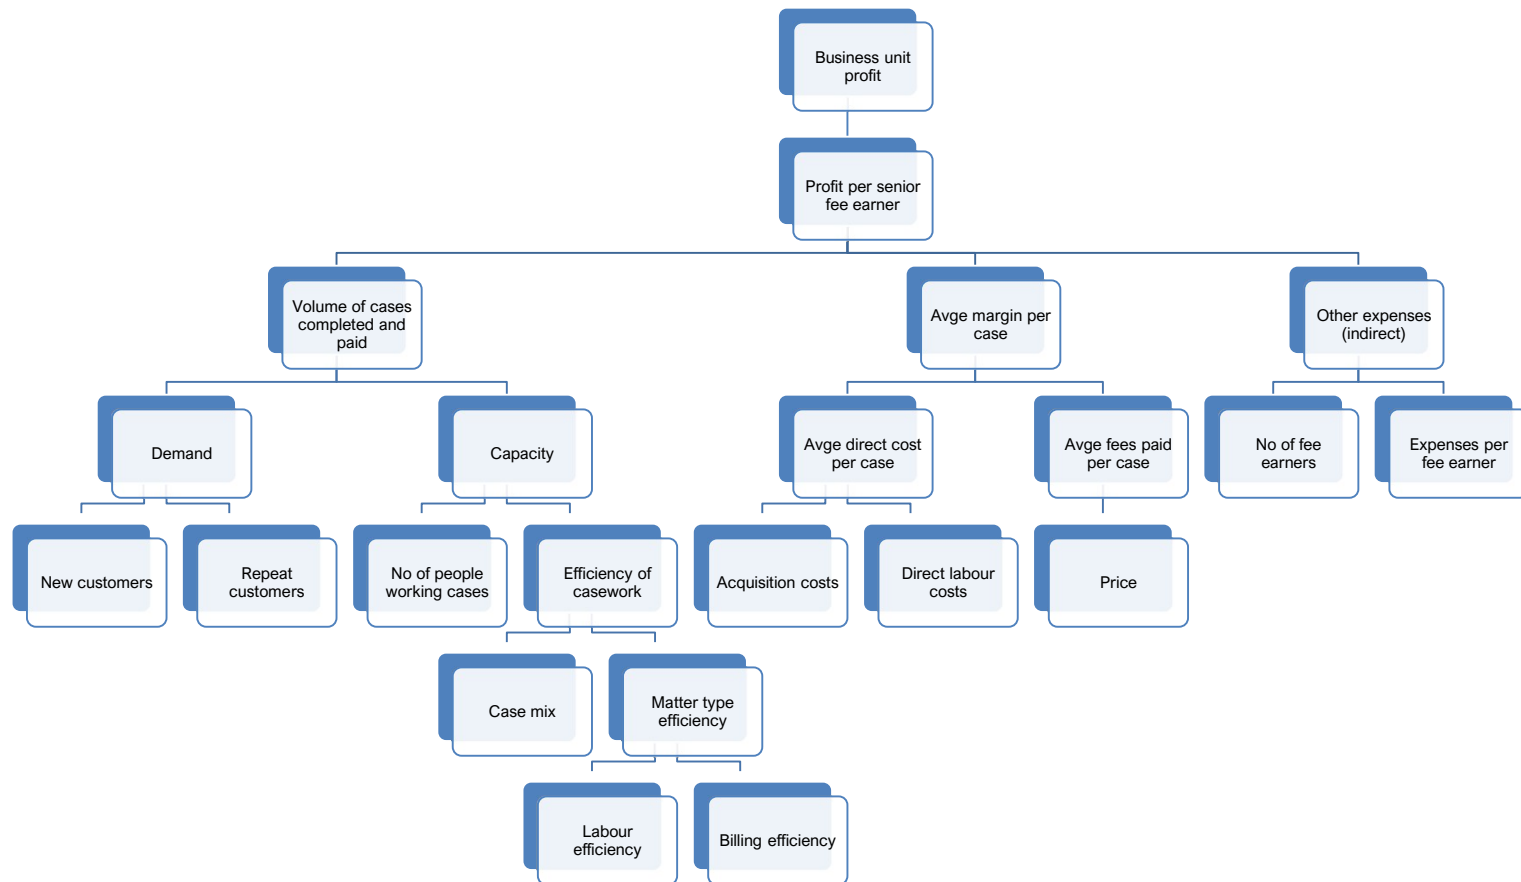 Business unit
profit
Profit per senior
fee earner
Volume of cases
completed and
paid
Avge margin per
case
Other expenses
(indirect)
Demand
Capacity
Avge direct cost
per case
Avge fees paid
per case
No of fee
earners
Expenses per
fee earner
New customers
Repeat
customers
No of people
working cases
Efficiency of
casework
Acquisition costs
Direct labour
costs
Price
Case mix
Matter type
efficiency
Labour
efficiency
Billing efficiency